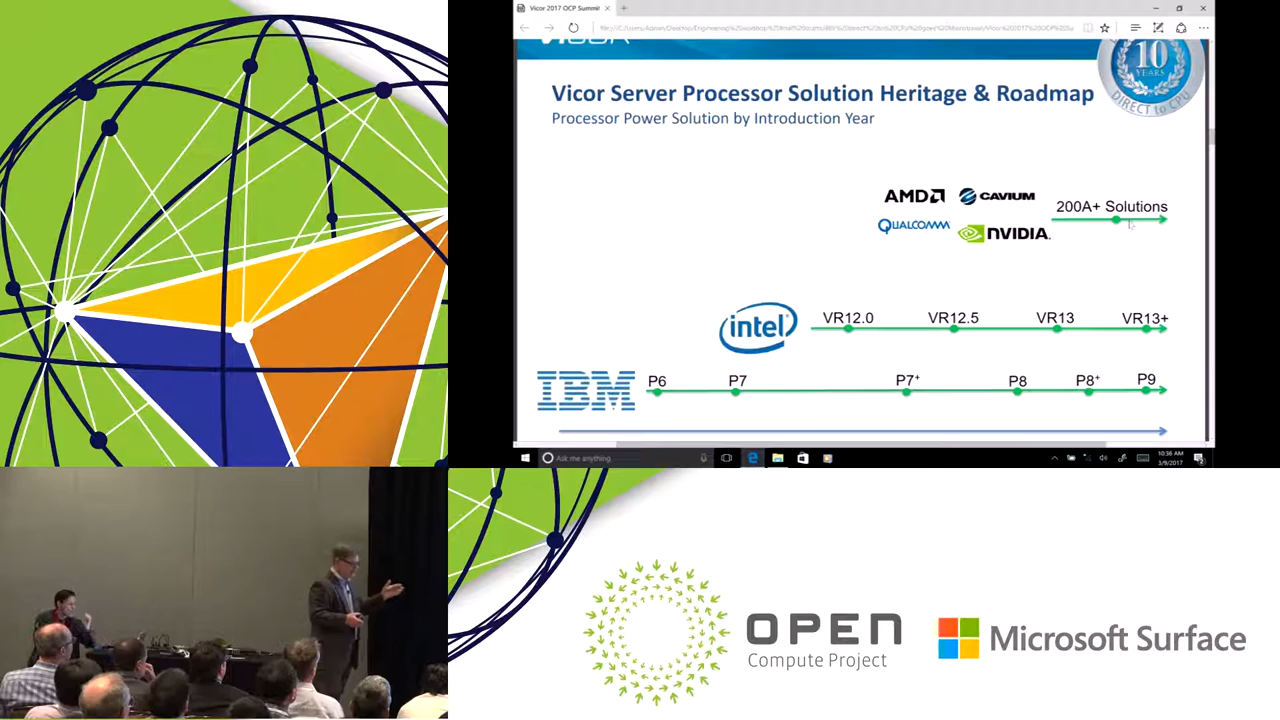 Vicor 2017 OCP Summit
VICOR
10
YEARS
DIRECT to CPU
Vicor Server Processor Solution Heritage & Roadmap
Processor Power Solution by Introduction Year
AMD CAVIUM
200A+ Solutions
QUALCOMM NVIDIA.
intel VR12.0 VR12.5 VR13 VR13+
IBM P6 P7 P7+ P8 P8+ P9
Ask me anything
10:36 AM
3/9/2017
OPEN
Compute Project
Microsoft Surface